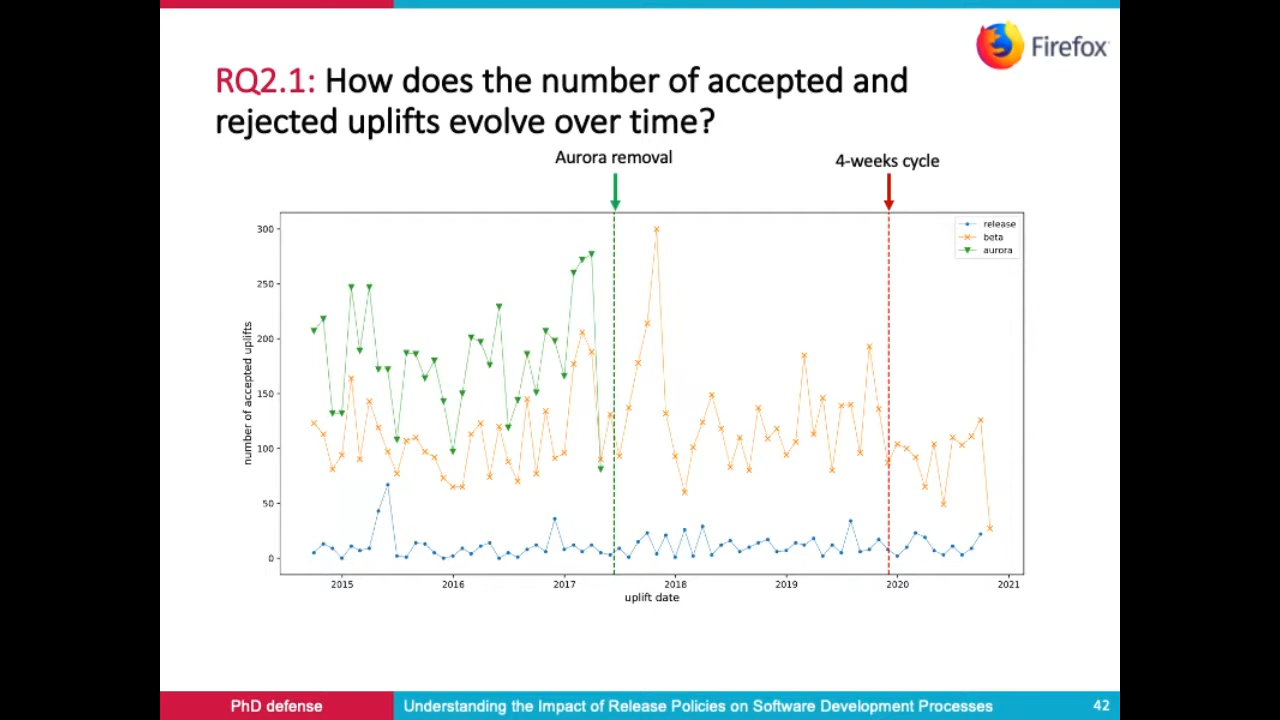 Firefox
RQ2.1: How does the number of accepted and
rejected uplifts evolve over time?
Aurora removal
4-weeks cycle
release
beta
aurora
number of accepted uplifts
300
250
200
150
100
50
0
2015
2016
2017
2018
2019
2020
2021
uplift date
PhD defense
Understanding the Impact of Release Policies on Software Development Processes
42